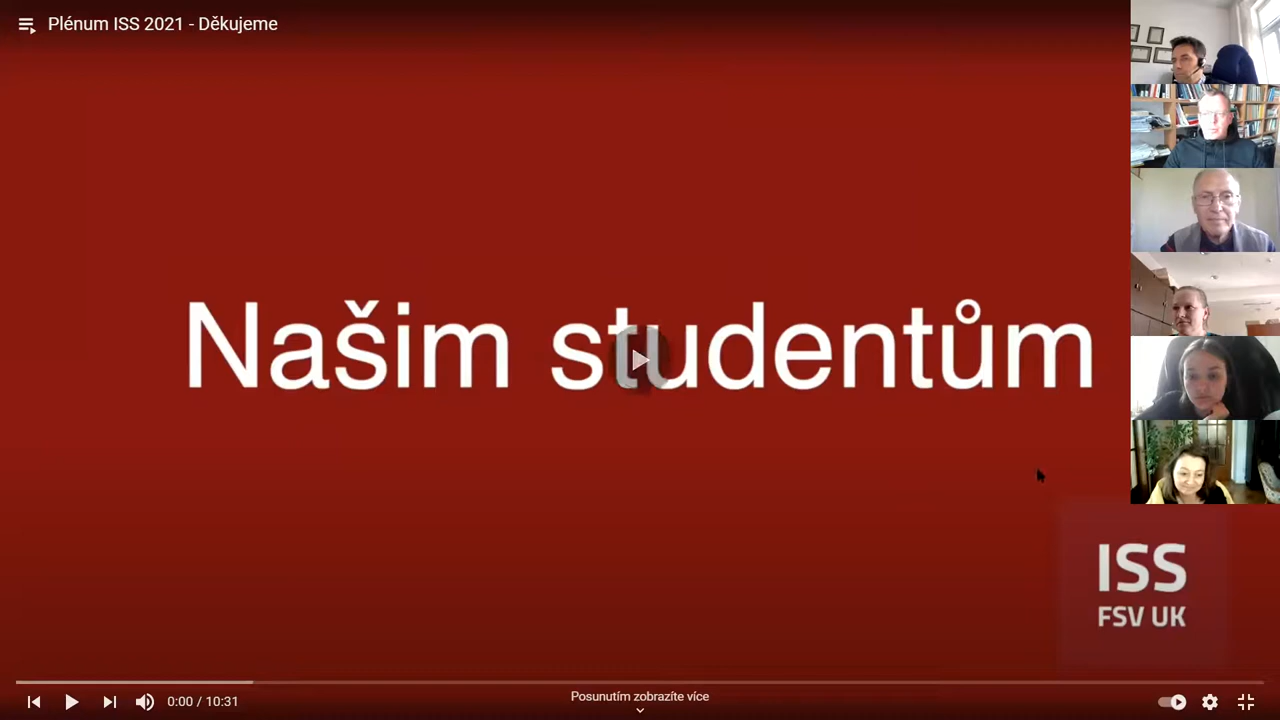 Plénum ISS 2021 - Děkujeme
Našim studentům
ISS
FSV UK
0:00 / 10:31
Posunutím zobrazíte více